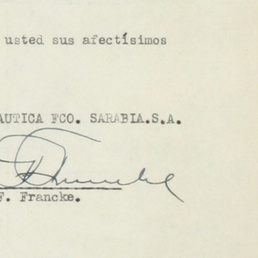 usted sus afectísimos
AUTICA FCO. SARABIA.S.A.
F. Francke.